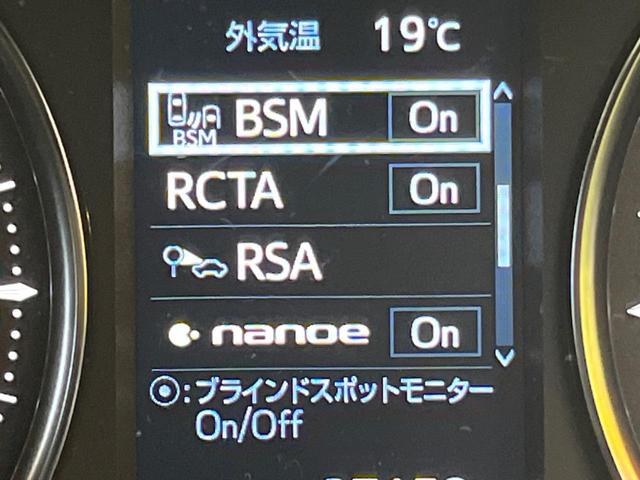 外気温 19℃
BSM BSM On
RCTA On
RSA
nanoe On
◎:ブラインドスポットモニター
On/Off